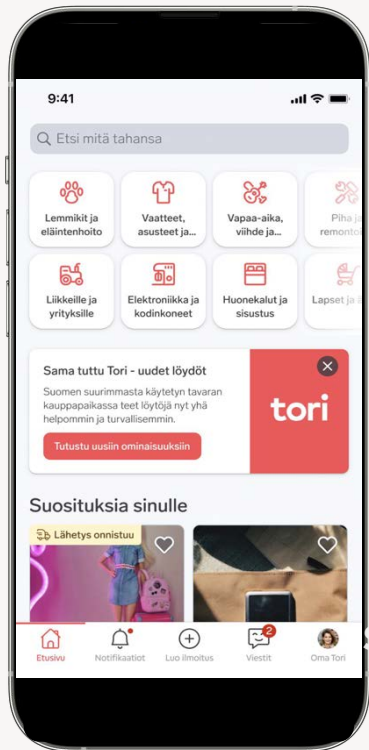 9:41
Etsi mitä tahansa
Lemmikit ja
eläintenhoito
Vaatteet,
asusteet ja...
Vapaa-aika,
viihde ja...
Piha ja
Liikkeille ja
yrityksille
Elektroniikka ja
kodinkoneet
Huonekalut ja
sisustus
Lapset ja
Sama tuttu Tori - uudet löydöt
Suomen suurimmasta käytetyn tavaran
kauppapaikassa teet löytöjä nyt yhä
helpommin ja turvallisemmin.
Tutustu uusiin ominaisuuksiin
tori
Suosituksia sinulle
Lähetys onnistuu
2
Etusivu
Notifikaatiot
Luo ilmoitus
Viestit
Oma Tori